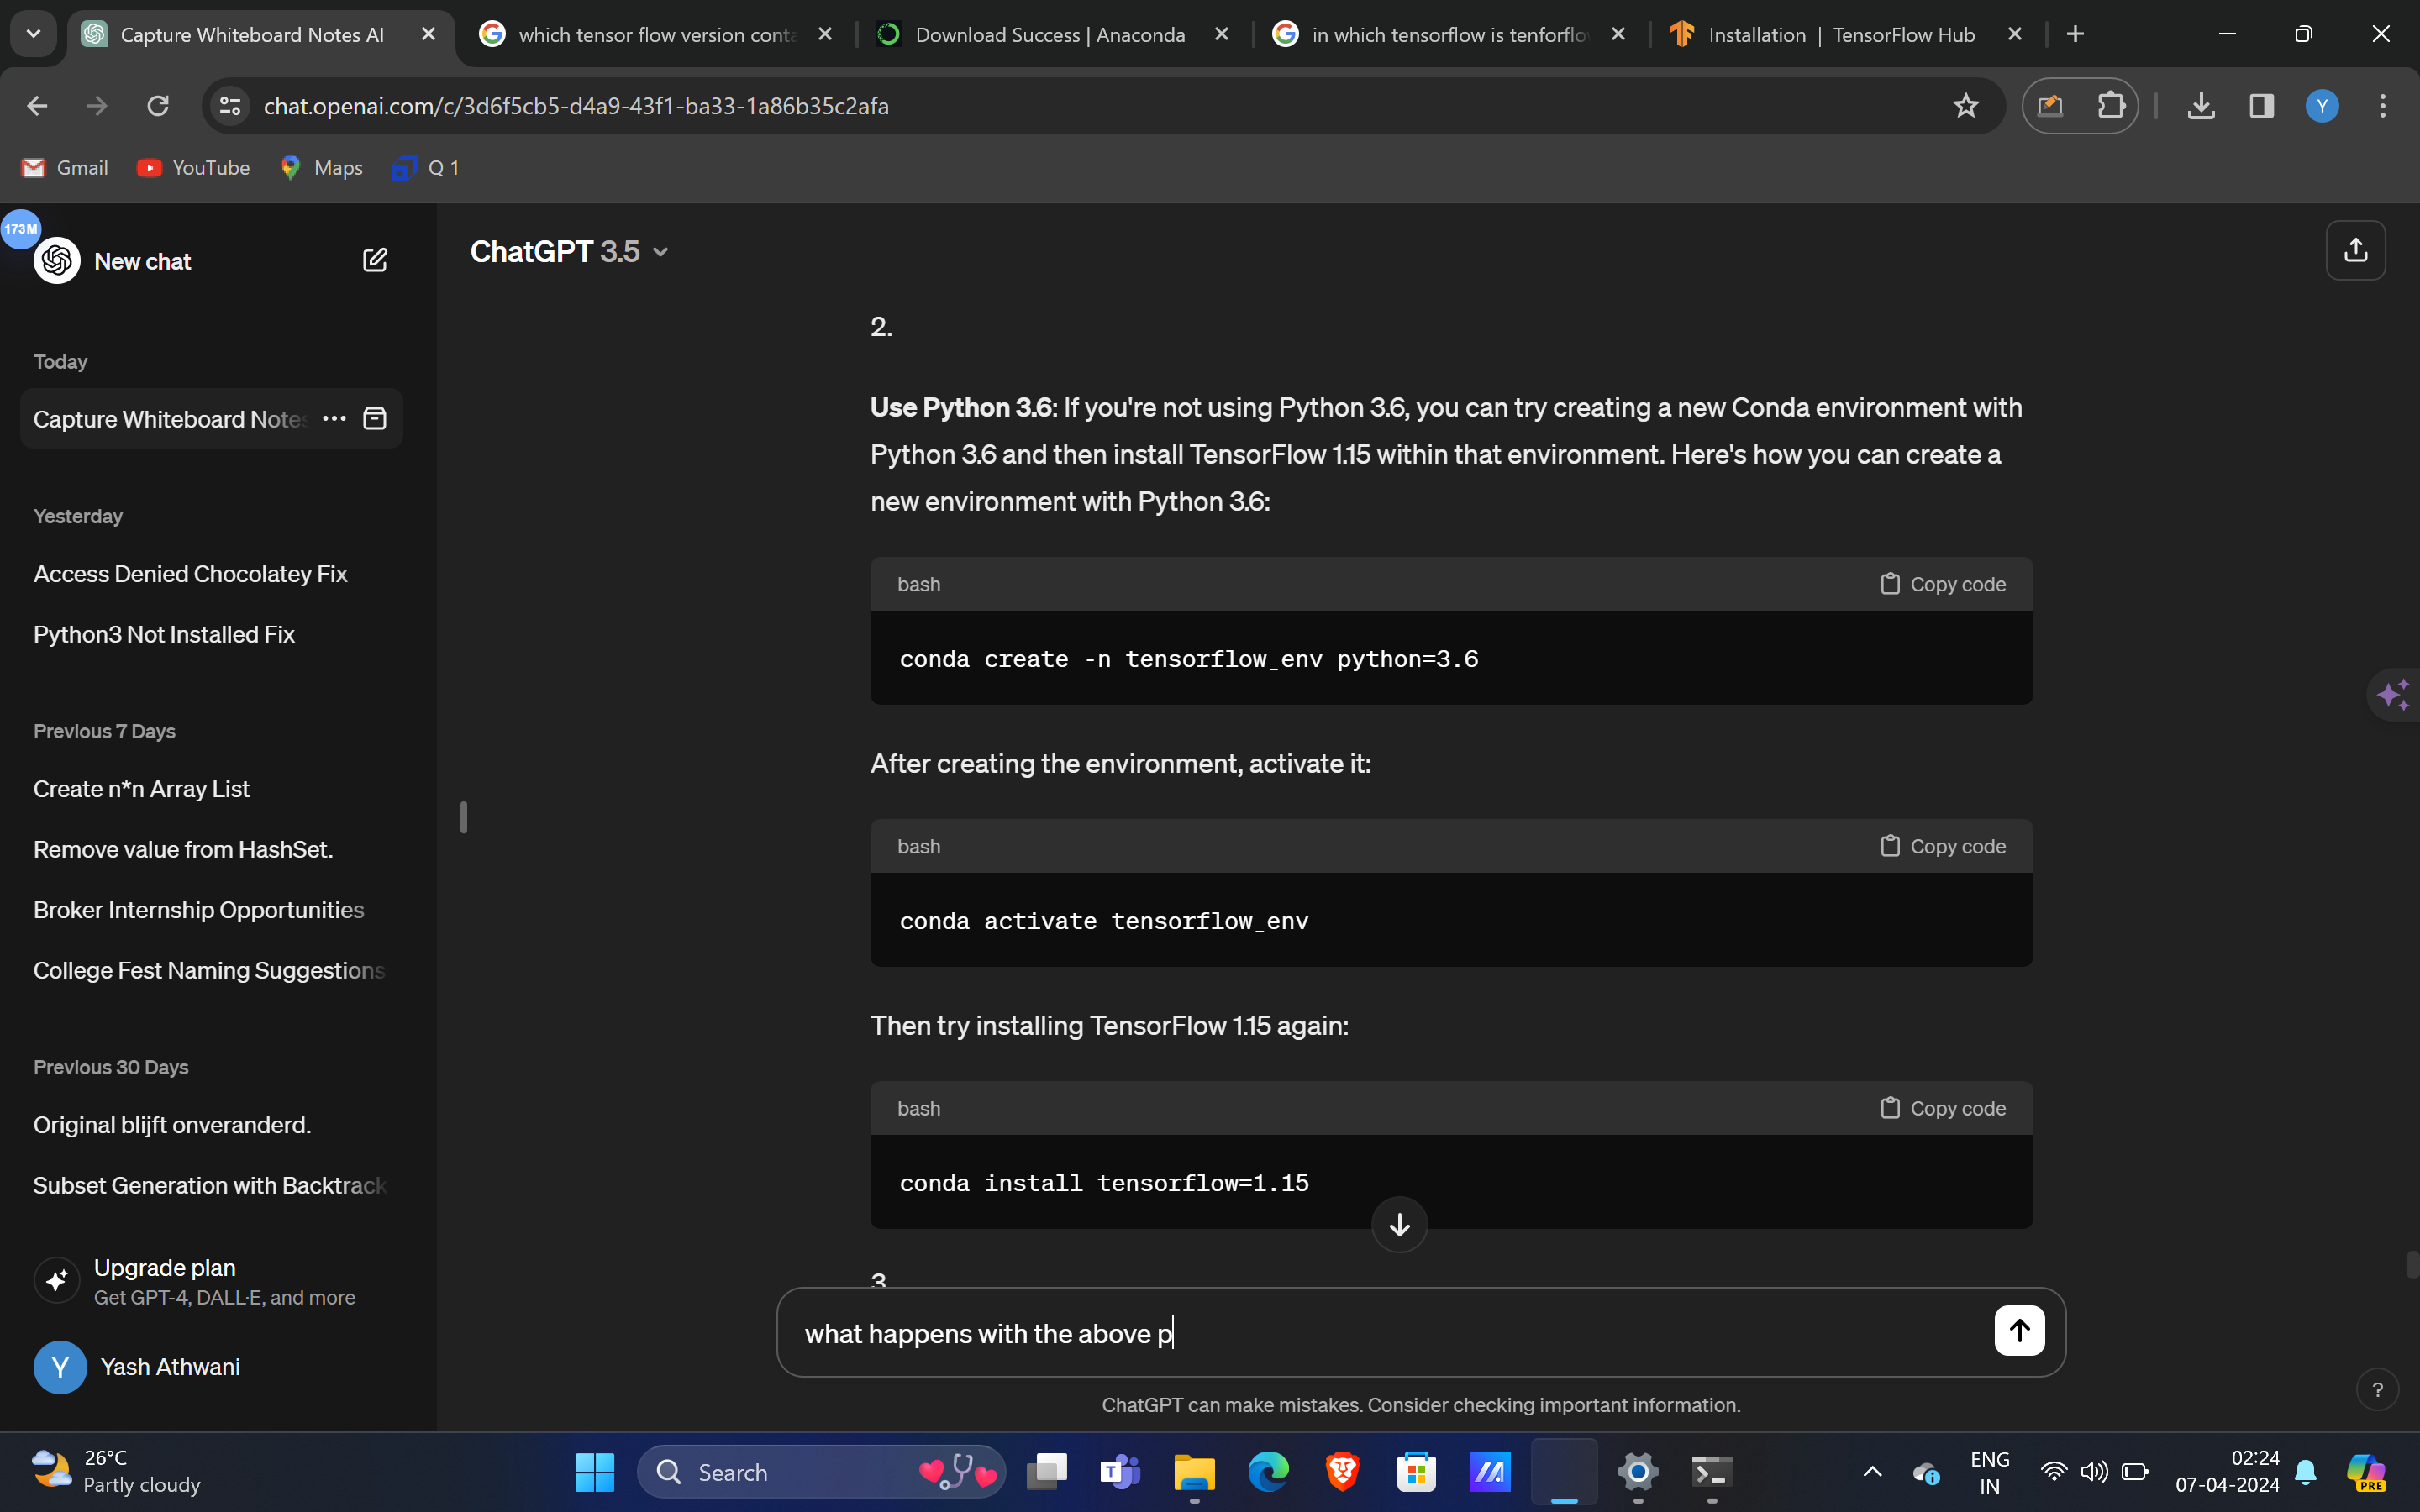 Capture Whiteboard Notes AI
which tensor flow version conta
Download Success | Anaconda
in which tensorflow is tenforflo
Installation | TensorFlow Hub
chat.openai.com/c/3d6f5cb5-d4a9-43f1-ba33-1a86b35c2afa
Y
Gmail
YouTube
Maps
Q 1
173M
New chat
Today
Capture Whiteboard Notes
Yesterday
Access Denied Chocolatey Fix
Python3 Not Installed Fix
Previous 7 Days
Create n*n Array List
Remove value from HashSet.
Broker Internship Opportunities
College Fest Naming Suggestions
Previous 30 Days
Original blijft onveranderd.
Subset Generation with Backtrack
Upgrade plan
Get GPT-4, DALL·E, and more
Y
Yash Athwani
ChatGPT 3.5
2.
Use Python 3.6: If you're not using Python 3.6, you can try creating a new Conda environment with
Python 3.6 and then install TensorFlow 1.15 within that environment. Here's how you can create a
new environment with Python 3.6:
bash
Copy code
conda create -n tensorflow_env python=3.6
After creating the environment, activate it:
bash
Copy code
conda activate tensorflow_env
Then try installing TensorFlow 1.15 again:
bash
Copy code
conda install tensorflow=1.15
3.
what happens with the above p
ChatGPT can make mistakes. Consider checking important information.
?
26°C
Partly cloudy
Search
T
ENG
IN
02:24
07-04-2024
PRE